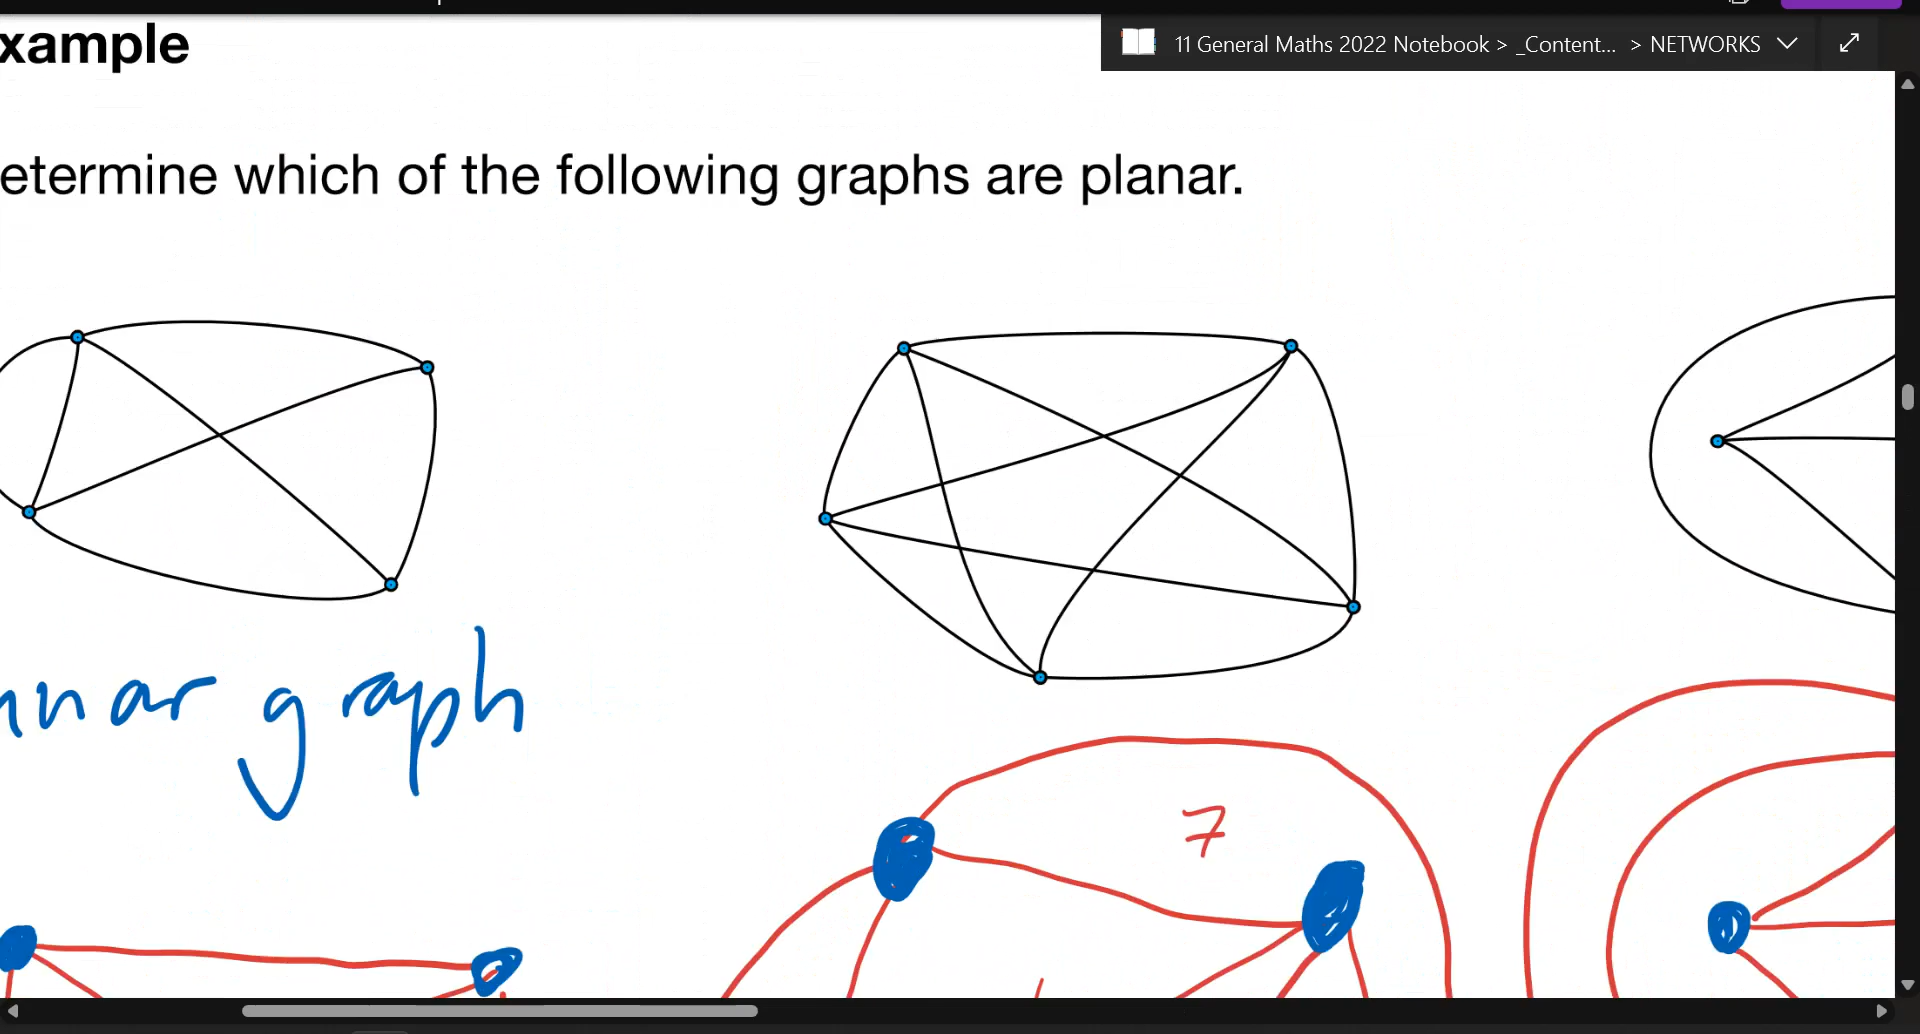 xample
11 General Maths 2022 Notebook > _Content... > NETWORKS
etermine which of the following graphs are planar.
nar graph
7